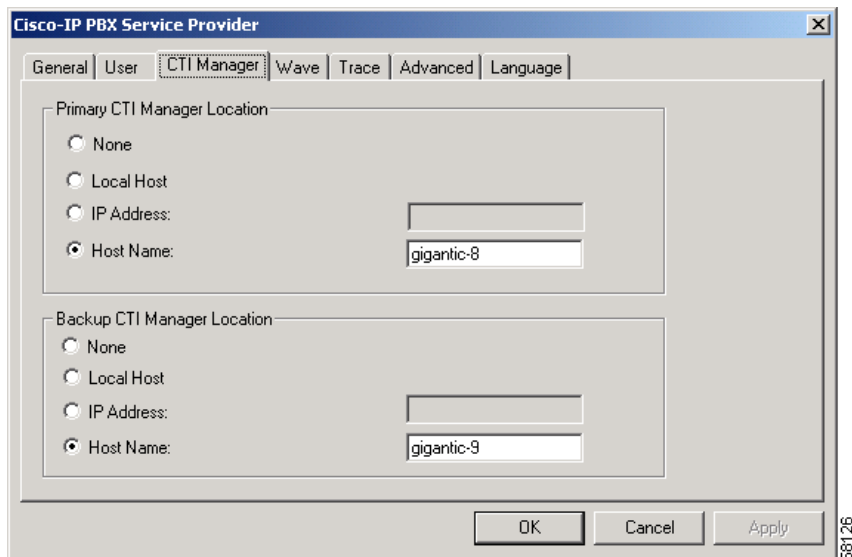 Cisco-IP PBX Service Provider
General User CTI Manager Wave Trace Advanced Language
Primary CTI Manager Location
None
Local Host
IP Address:
Host Name: gigantic-8
Backup CTI Manager Location
None
Local Host
IP Address:
Host Name: gigantic-9
OK Cancel Apply